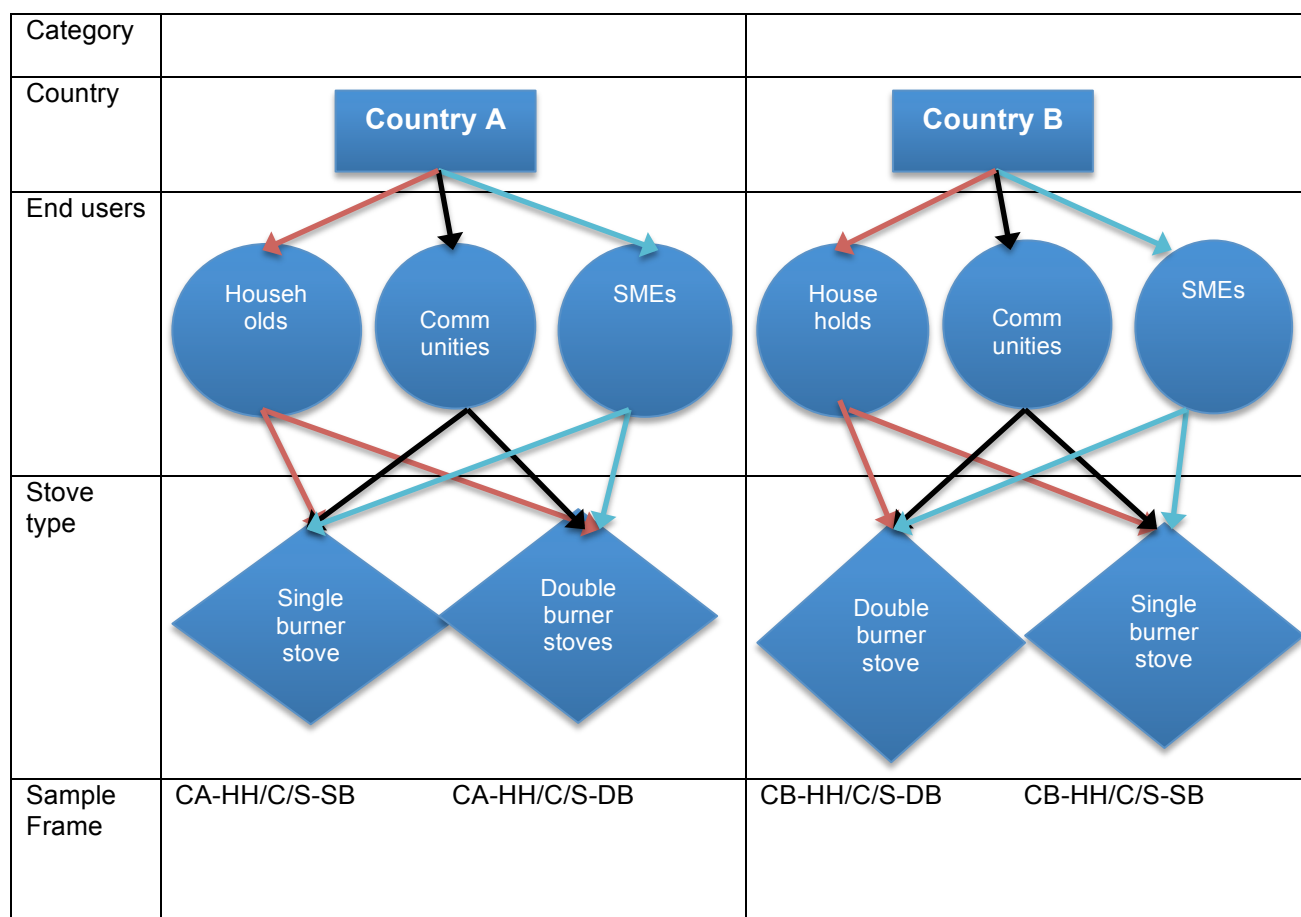 Category
Country
Country A
Country B
End users
Househ
olds
Comm
unities
SMEs
House
holds
Comm
unities
SMEs
Stove
type
Single
burner
stove
Double
burner
stoves
Double
burner
stove
Single
burner
stove
Sample
Frame
CA-HH/C/S-SB
CA-HH/C/S-DB
CB-HH/C/S-DB
CB-HH/C/S-SB